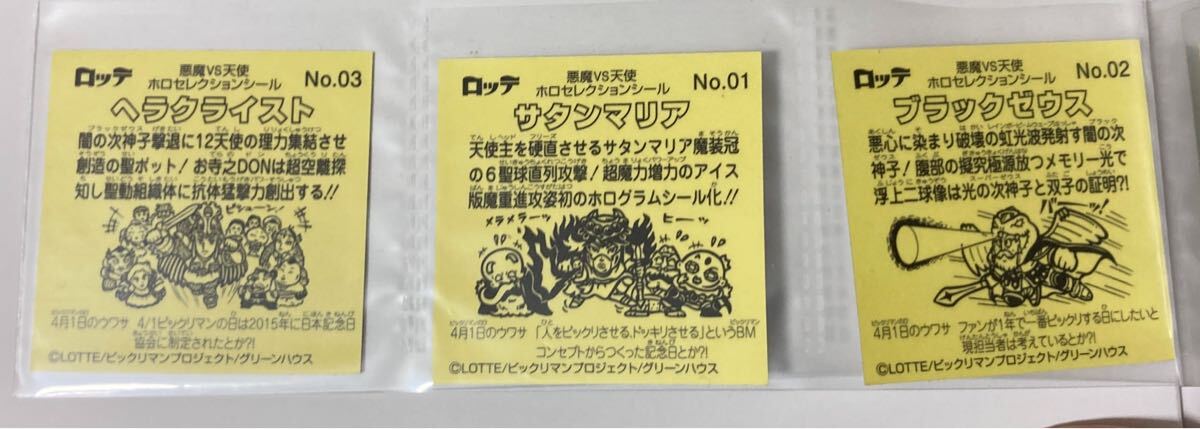 ロッテ
悪魔VS天使
ホロセレクションシール
No.03
ヘラクライスト
闇の次神子撃退に12天使の理力集結させ
創造の聖ボット！お寺之DONは超空離探
知し聖動組織体に抗体猛撃力創出する!!
ピシューン！
4月1日のウワサ 4/1ビックリマンの日は2015年に日本記念日
協会に制定されたとか?!
©LOTTE/ビックリマンプロジェクト/グリーンハウス
ロッテ
悪魔VS天使
ホロセレクションシール
No.01
サタンマリア
天使主を硬直させるサタンマリア魔装冠
の6聖球直列攻撃！超魔力増力のアイス
版魔重進攻姿初のホログラムシール化!!
メラメラーッ
ヒーッ
4月1日のウワサ 「人をビックリさせる、ドッキリさせる」というBM
コンセプトからつくった記念日とか?!
©LOTTE/ビックリマンプロジェクト/グリーンハウス
ロッテ
悪魔VS天使
ホロセレクションシール
No.02
ブラックゼウス
悪心に染まり破壊の虹光波発射す闇の次
神子！腹部の擬究極源放つメモリー光で
浮上二球像は光の次神子と双子の証明?!
バーッ！
4月1日のウワサ ファンが1年で一番ビックリする日にしたいと
現担当者は考えているとか?!
©LOTTE/ビックリマンプロジェクト/グリーンハウス